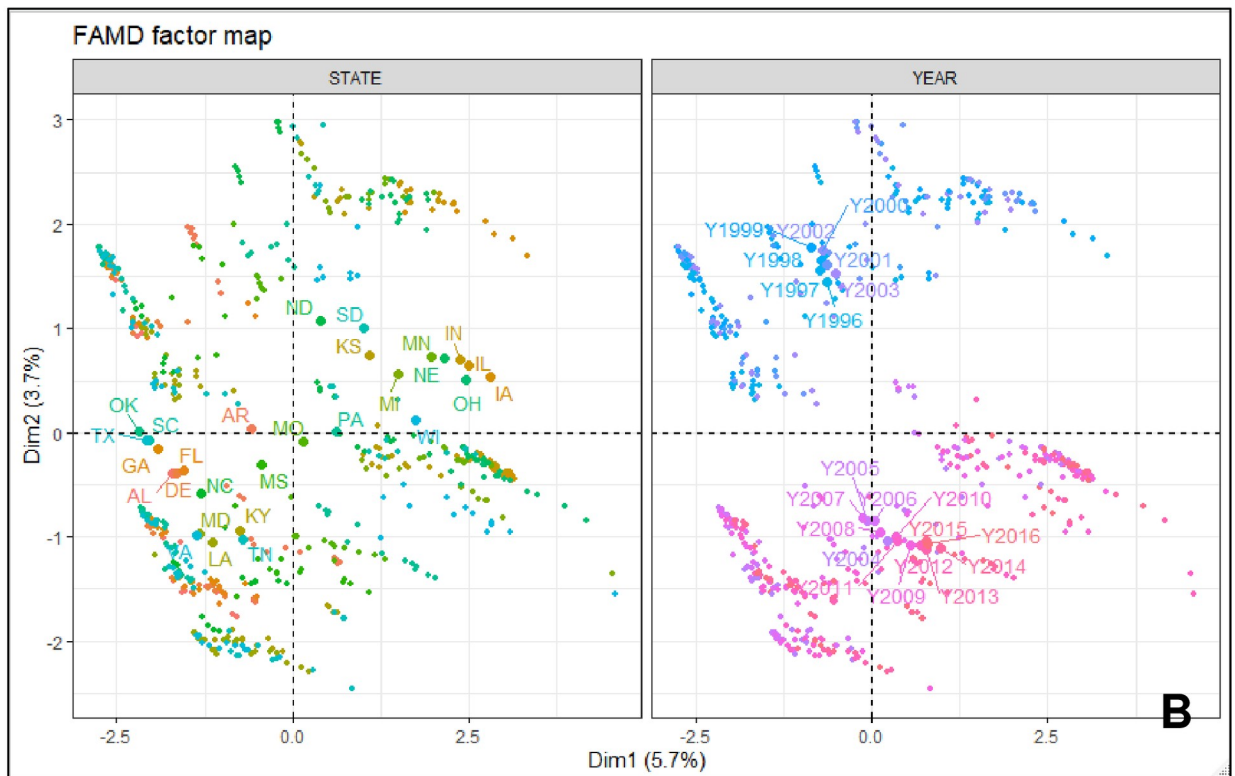 FAMD factor map
STATE
YEAR
Dim2 (3.7%)
3
2
1
0
-1
-2
ND
SD
KS
MN
IN
NE
IL
MI
OH
IA
OK
SC
AR
MO
PA
WI
TX
GA
FL
AL
DE
NC
MS
MD
KY
LA
TN
Y2000
Y1999
Y2002
Y1998
Y2001
Y1997
Y2003
Y1996
Y2005
Y2007
Y2006
Y2010
Y2008
Y2015
Y2016
Y2012
Y2014
Y2011
Y2009
Y2013
B
-2.5
0.0
2.5
-2.5
0.0
2.5
Dim1 (5.7%)